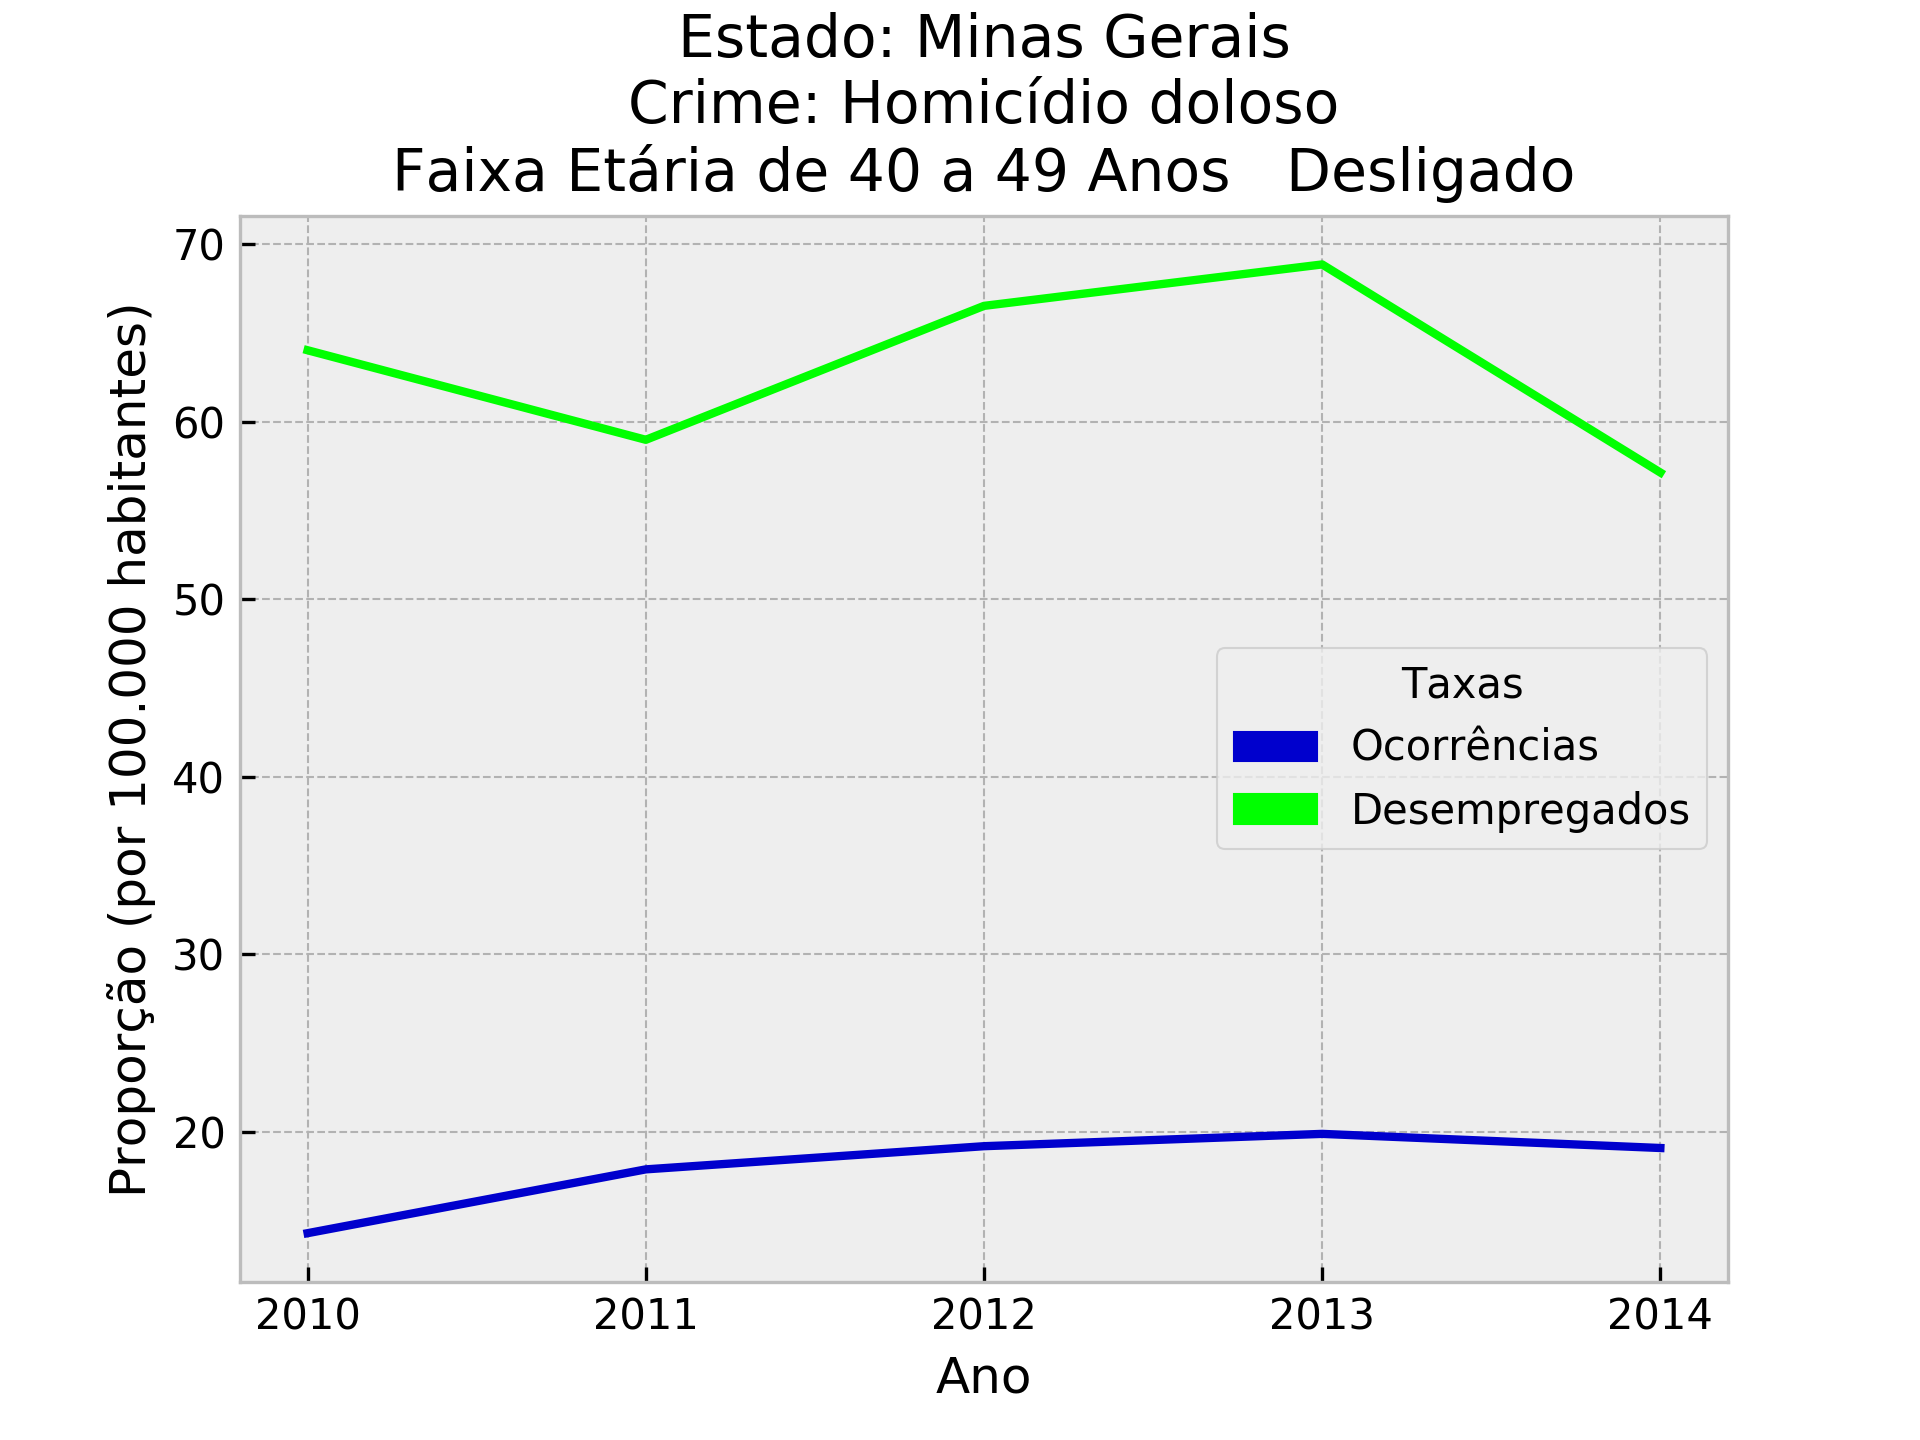 Estado: Minas Gerais
Crime: Homicídio doloso
Faixa Etária de 40 a 49 Anos   Desligado
70
60
50
40
30
20
Proporção (por 100.000 habitantes)
Taxas
Ocorrências
Desempregados
2010 2011 2012 2013 2014
Ano